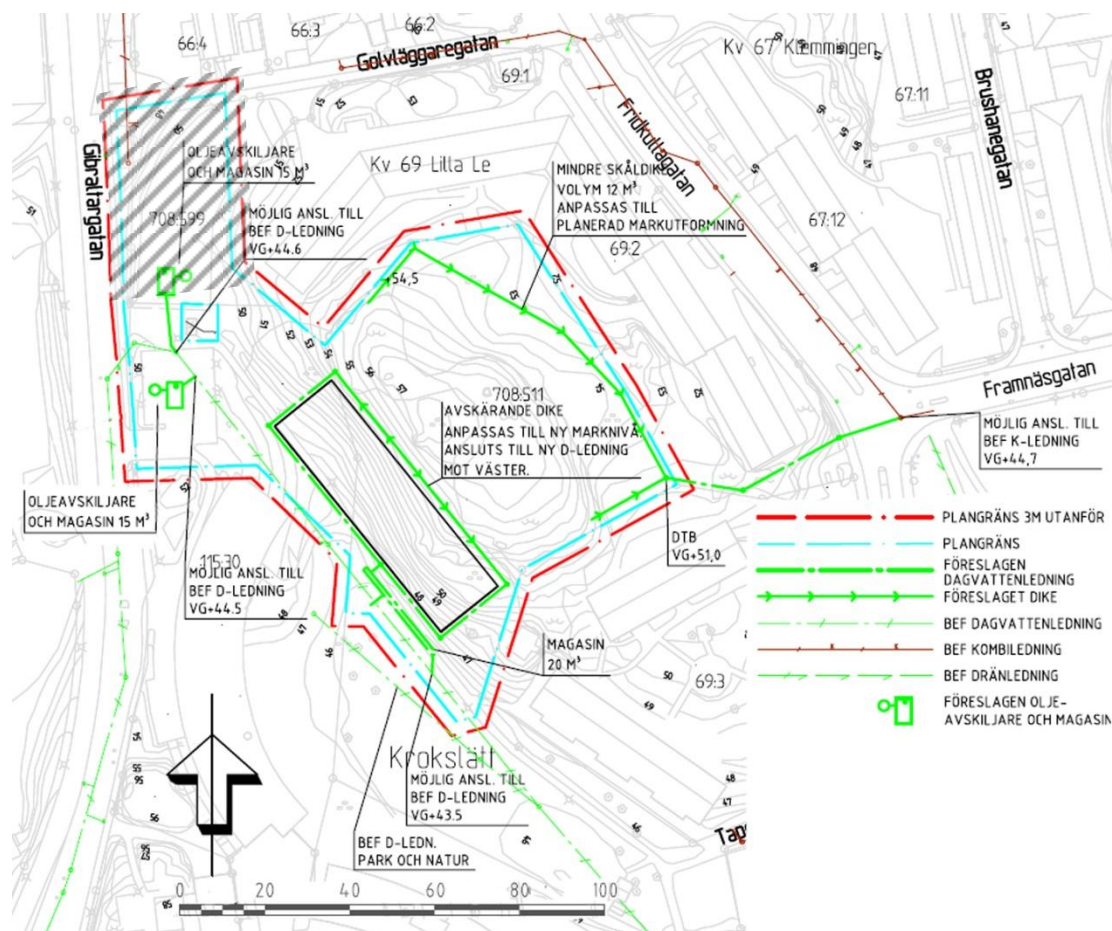 66:4
66:3
66:2
Golvläggaregatan
69:1
Kv 67 Klemmingen
67:11
Brushanegatan
Fridkullagatan
Gibraltargatan
OLJEAVSKILJARE
OCH MAGASIN 15 M³
Kv 69 Lilla Le
MINDRE SKÅLDIKE
VOLYM 12 M³
ANPASSAS TILL
PLANERAD MARKUTFORMNING
708:599
MÖJLIG ANSL. TILL
BEF D-LEDNING
VG+44.6
67:12
69:2
+54,5
708:511
Framnäsgatan
AVSKÄRANDE DIKE
ANPASSAS TILL NY MARKNIVÅ.
ANSLUTS TILL NY D-LEDNING
MOT VÄSTER.
MÖJLIG ANSL. TILL
BEF K-LEDNING
VG+44,7
OLJEAVSKILJARE
OCH MAGASIN 15 M³
DTB
VG+51,0
115:30
MÖJLIG ANSL. TILL
BEF D-LEDNING
VG+44.5
MAGASIN
20 M³
69:3
Krokslätt
MÖJLIG ANSL. TILL
BEF D-LEDNING
VG+43.5
BEF D-LEDN.
PARK OCH NATUR
0 20 40 60 80 100
PLANGRÄNS 3M UTANFÖR
PLANGRÄNS
FÖRESLAGEN
DAGVATTENLEDNING
FÖRESLAGET DIKE
BEF DAGVATTENLEDNING
BEF KOMBILEDNING
BEF DRÄNLEDNING
FÖRESLAGEN OLJE-
AVSKILJARE OCH MAGASIN